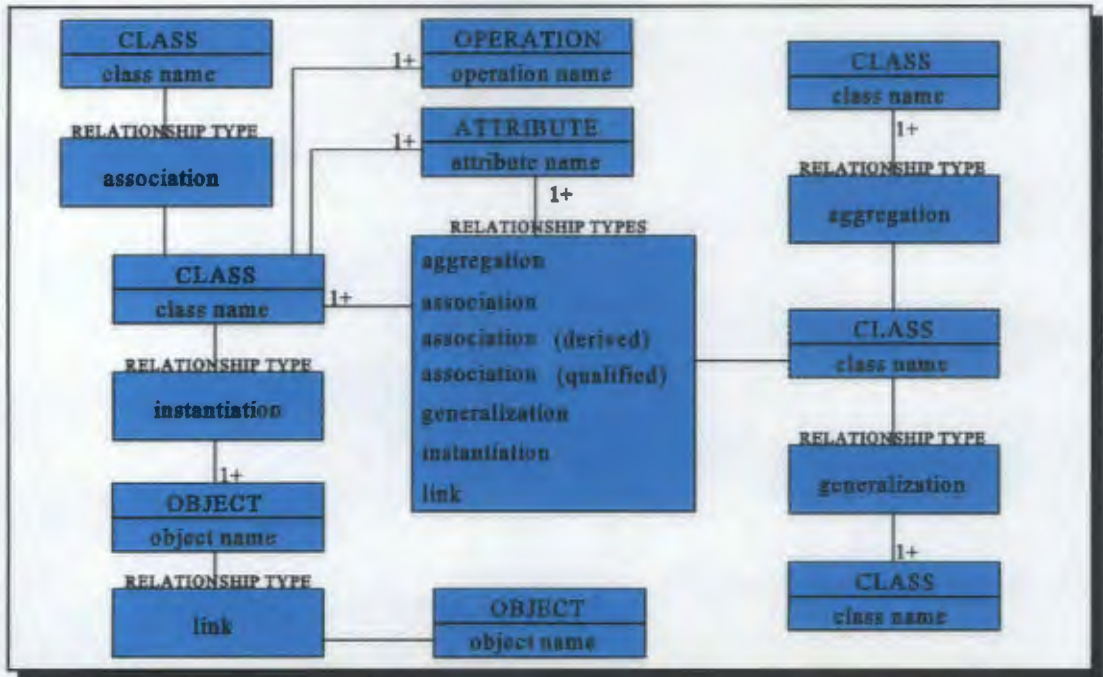 CLASS
class name
RELATIONSHIP TYPE
association
CLASS
class name
RELATIONSHIP TYPE
instantiation
1+
OBJECT
object name
RELATIONSHIP TYPE
link
OBJECT
object name
1+
OPERATION
operation name
1+
ATTRIBUTE
attribute name
1+
RELATIONSHIP TYPES
1+
aggregation
association
association (derised)
association (qualified)
generalization
instantiation
link
CLASS
class name
1+
RELATIONSHIP TYPE
aggregation
CLASS
class name
RELATIONSHIP TYPE
generalization
1+
CLASS
class name